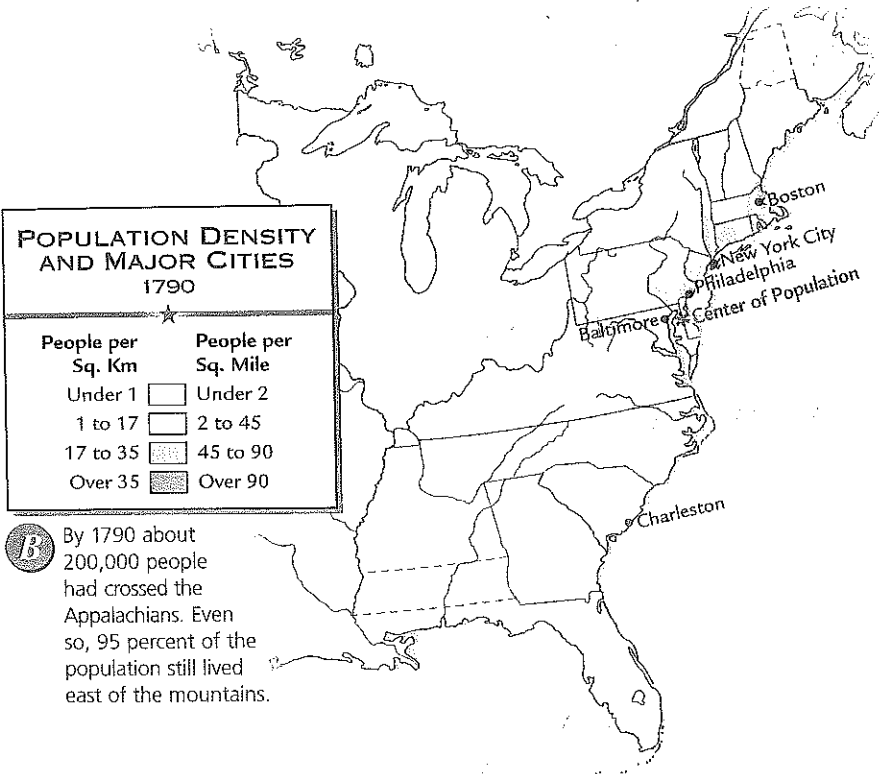 POPULATION DENSITY
AND MAJOR CITIES
1790
People per People per
Sq. Km Sq. Mile
Under 1 Under 2
1 to 17 2 to 45
17 to 35 45 to 90
Over 35 Over 90
B
By 1790 about
200,000 people
had crossed the
Appalachians. Even
so, 95 percent of the
population still lived
east of the mountains.
Boston
New York City
Philadelphia
Center of Population
Baltimore
Charleston